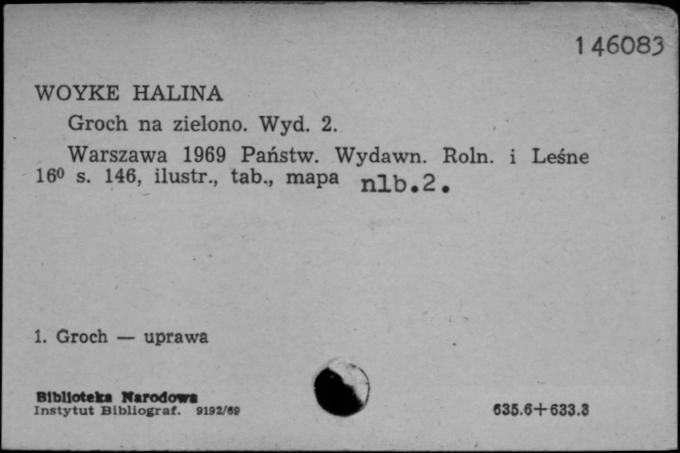 146083
WOYKE HALINA
Groch na zielono. Wyd. 2.
Warszawa 1969 Państw. Wydawn. Roln. i Leśne
16⁰ s. 146, ilustr., tab., mapa nlb.2.
1. Groch — uprawa
Biblioteka Narodowa
Instytut Bibliograf. 9192/69
635.6+633.3